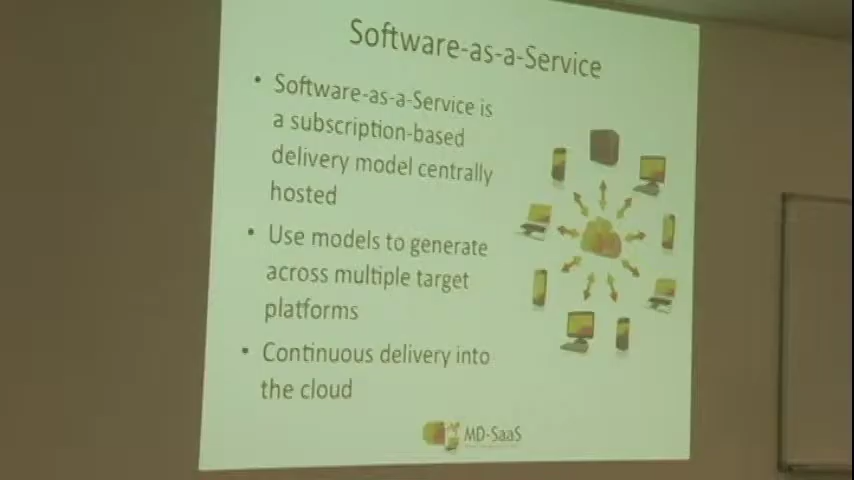 Software-as-a-Service
• Software-as-a-Service is
a subscription-based
delivery model centrally
hosted
• Use models to generate
across multiple target
platforms
• Continuous delivery into
the cloud
MD-SaaS